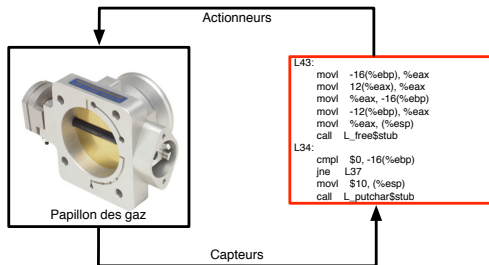 Actionneurs
L43:
movl -16(%ebp), %eax
movl 12(%eax), %eax
movl %eax, -16(%ebp)
movl -12(%ebp), %eax
movl %eax, (%esp)
call L_free$stub
L34:
cmpl $0, -16(%ebp)
jne L37
movl $10, (%esp)
call L_putchar$stub
Papillon des gaz
Capteurs